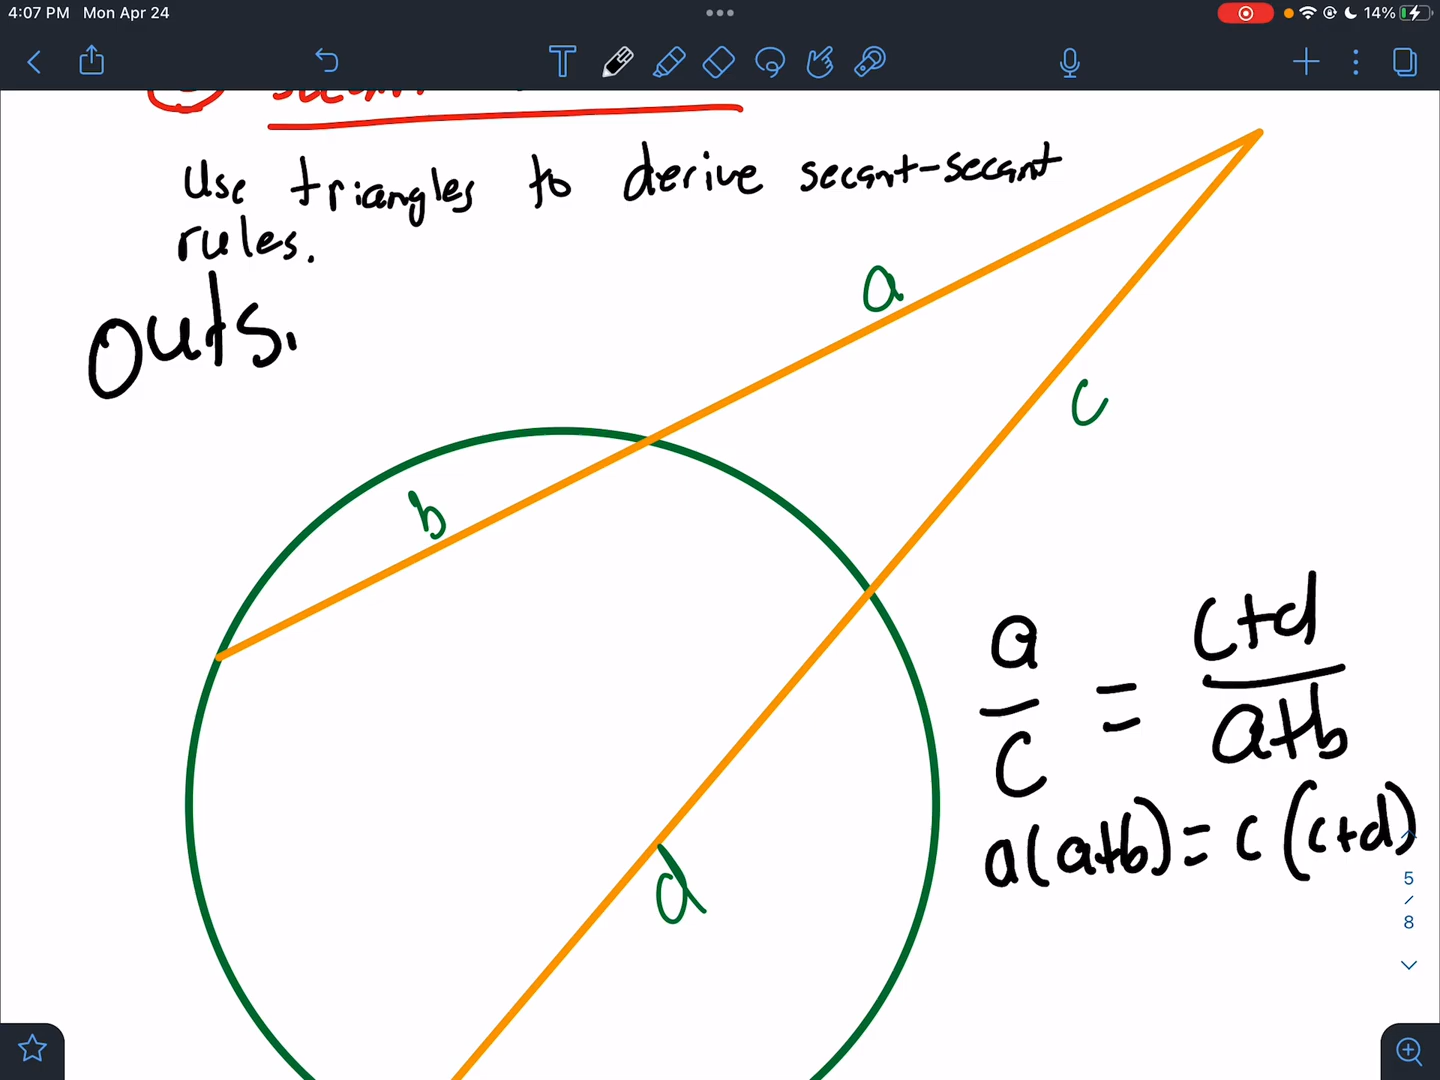 4:07 PM Mon Apr 24
14%
T
Use triangles to derive secant-secant
rules.
outs.
a
c
b
d
a/c = c+d/a+b
a(a+b) = c(c+d)
5
/
8